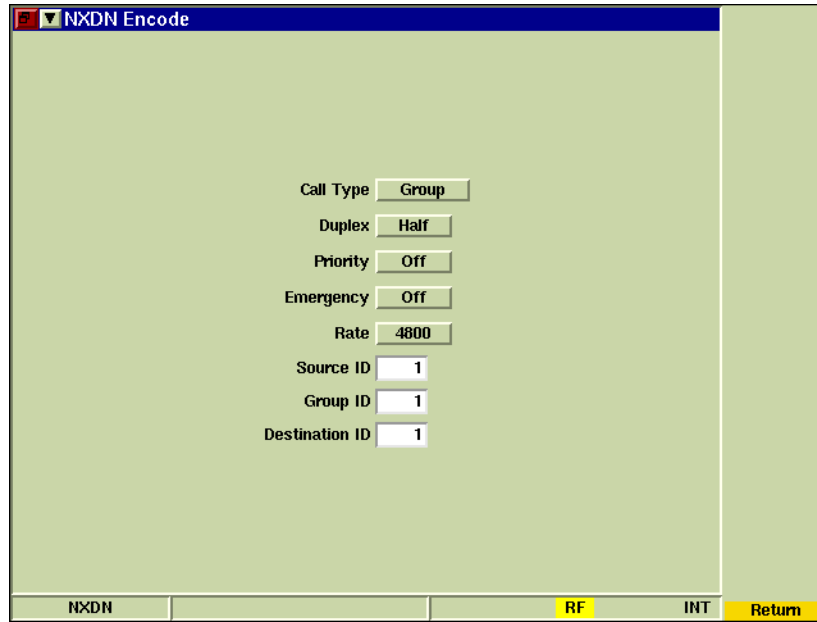 NXDN Encode
Call Type Group
Duplex Half
Priority Off
Emergency Off
Rate 4800
Source ID 1
Group ID 1
Destination ID 1
NXDN RF INT Return